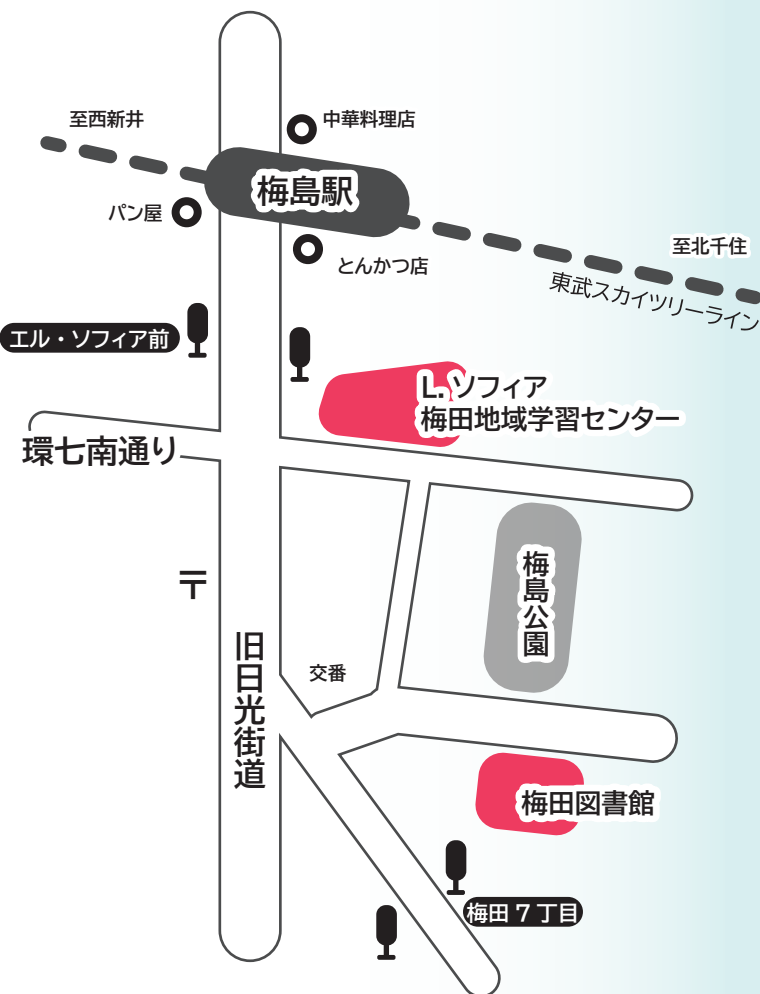 至西新井
中華料理店
梅島駅
パン屋
とんかつ店
至北千住
東武スカイツリーライン
エル・ソフィア前
L. ソフィア
梅田地域学習センター
環七南通り
梅島公園
〒
旧日光街道
交番
梅田図書館
梅田 7 丁目